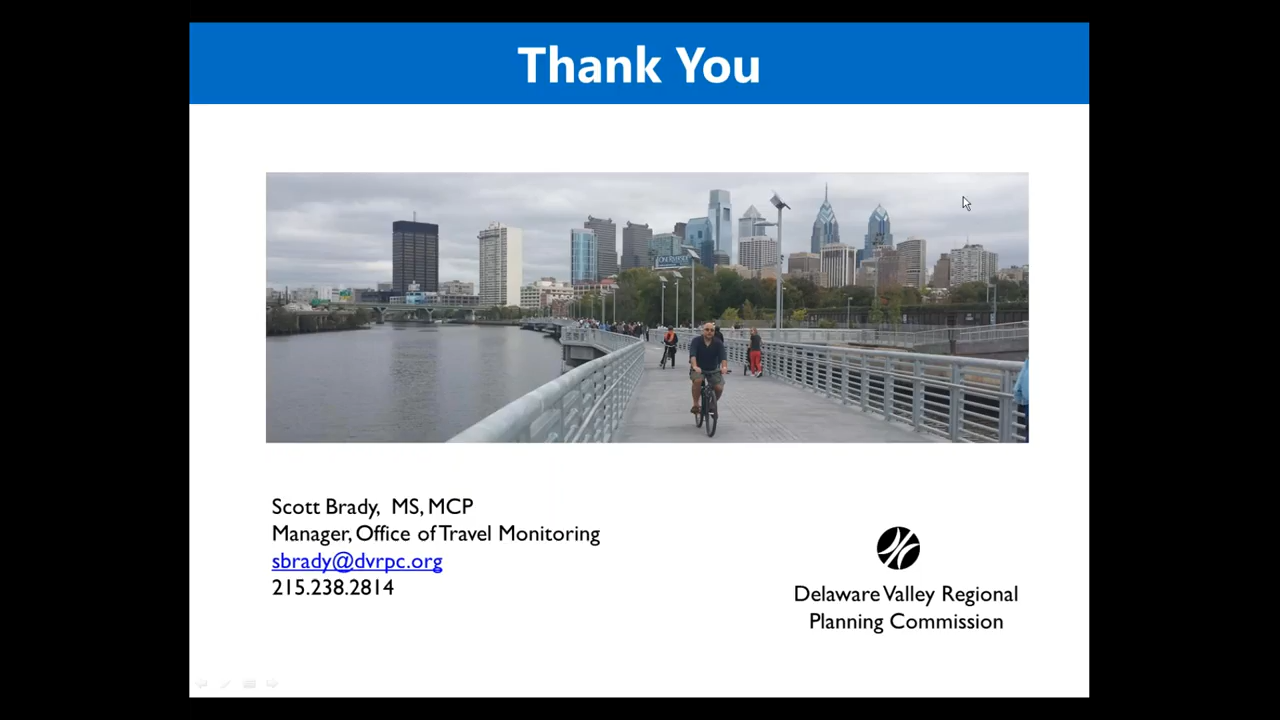 Thank You
Scott Brady, MS, MCP
Manager, Office of Travel Monitoring
sbrady@dvrpc.org
215.238.2814
Delaware Valley Regional
Planning Commission